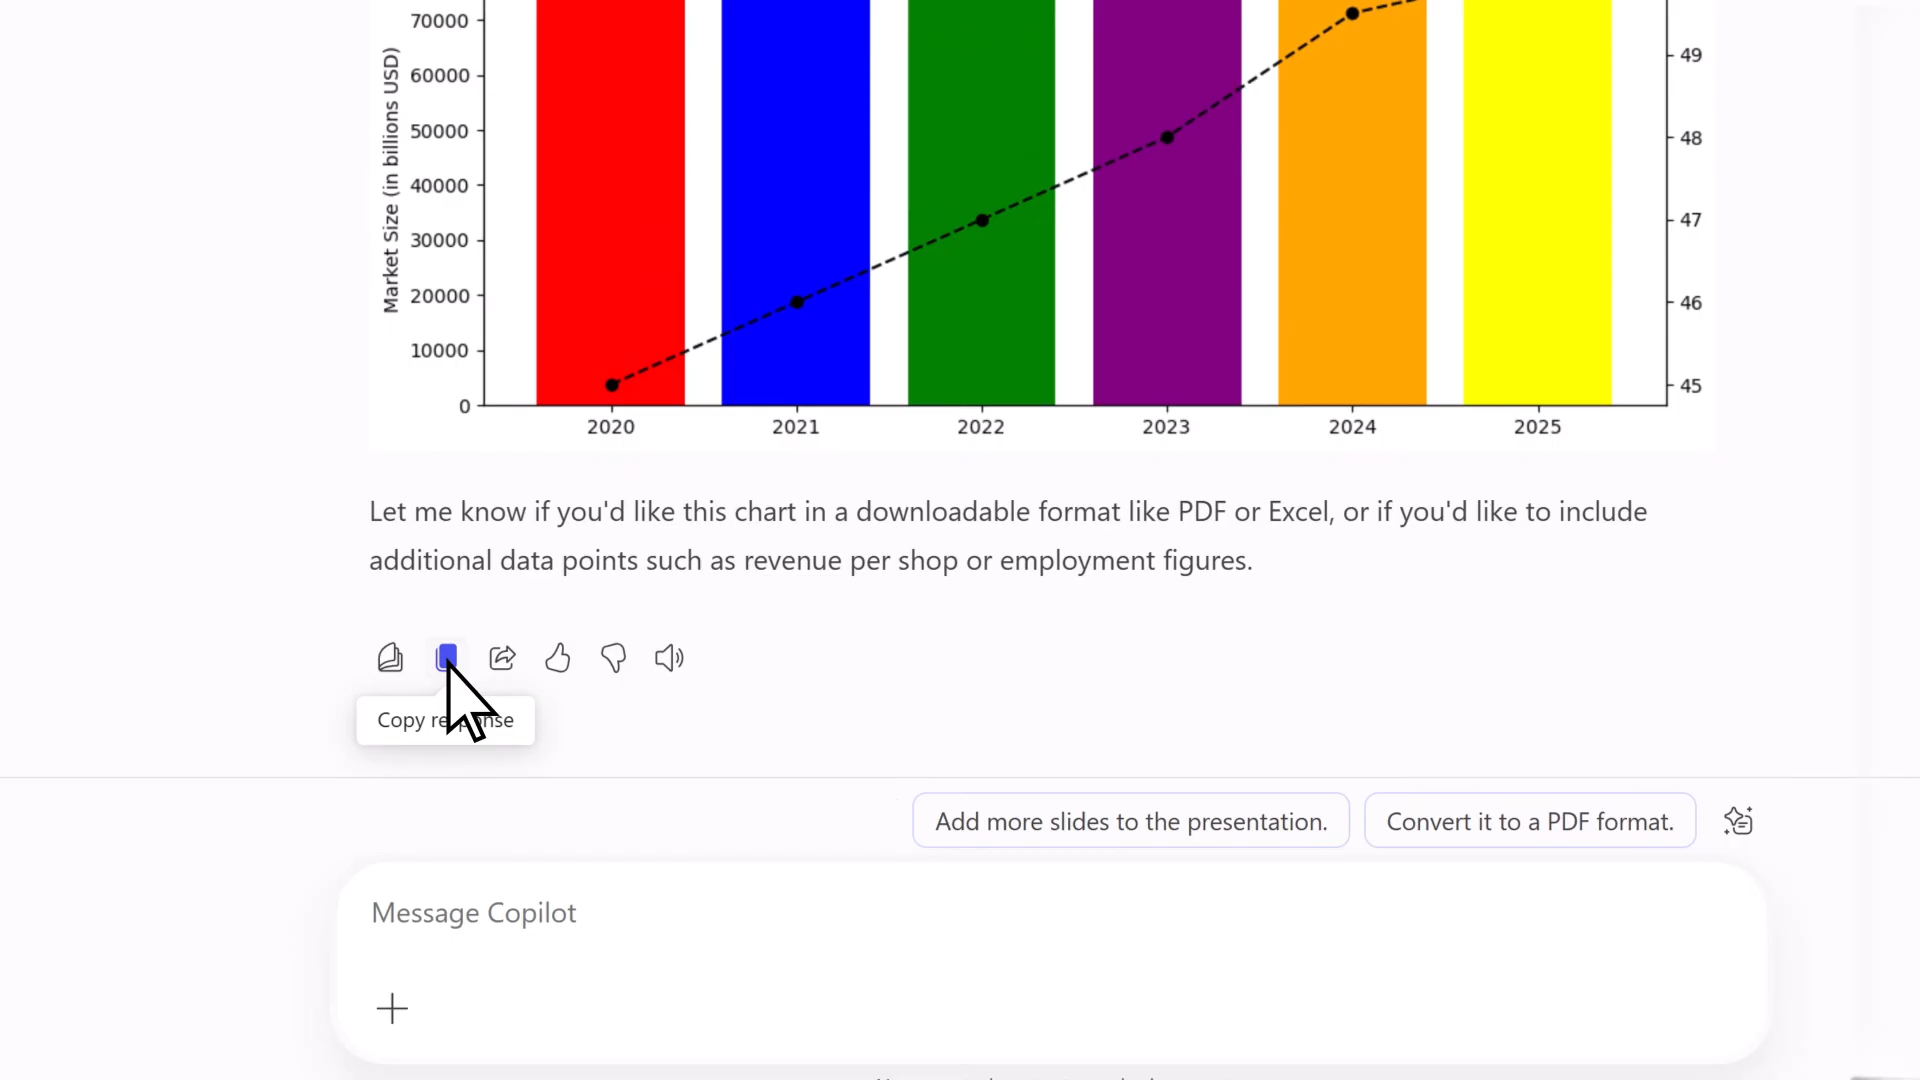 70000
60000
50000
40000
30000
20000
10000
0
Market Size (in billions USD)
49
48
47
46
45
2020 2021 2022 2023 2024 2025
Let me know if you'd like this chart in a downloadable format like PDF or Excel, or if you'd like to include
additional data points such as revenue per shop or employment figures.
Copy response
Add more slides to the presentation. Convert it to a PDF format.
Message Copilot